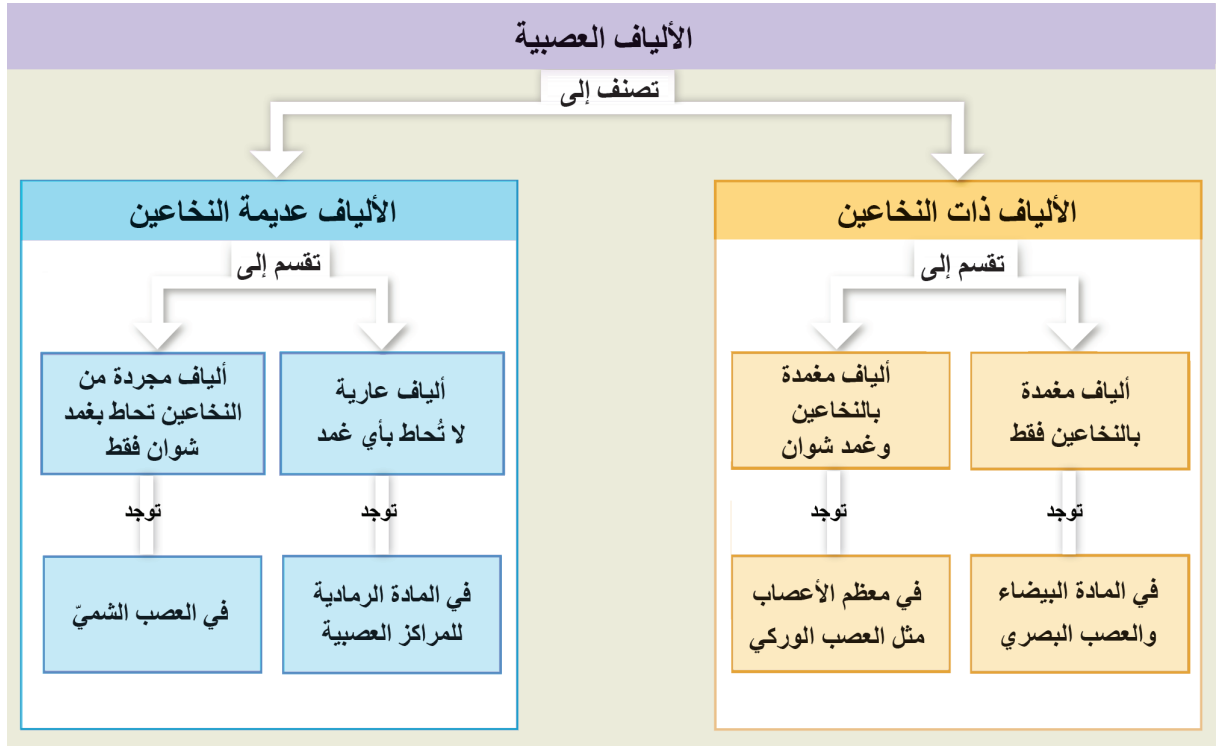 الألياف العصبية
تصنف إلى
الألياف ذات النخاعين
تقسم إلى
ألياف مغمدة
بالنخاعين فقط
توجد
في المادة البيضاء
والعصب البصري
ألياف مغمدة
بالنخاعين
وغمد شوان
توجد
في معظم الأعصاب
مثل العصب الوركي
الألياف عديمة النخاعين
تقسم إلى
ألياف عارية
لا تُحاط بأي غمد
توجد
في المادة الرمادية
للمراكز العصبية
ألياف مجردة من
النخاعين تحاط بغمد
شوان فقط
توجد
في العصب الشميّ